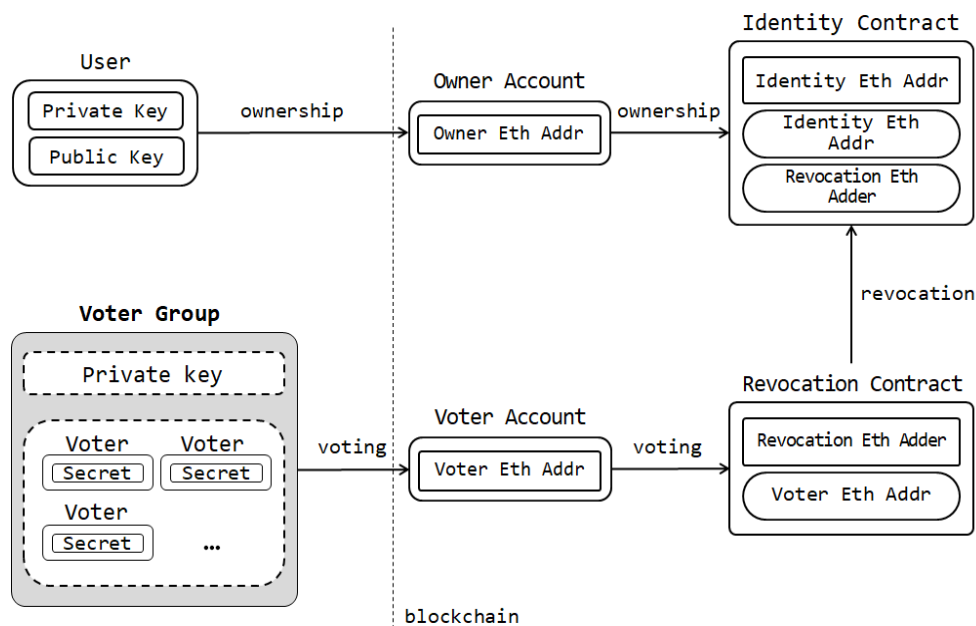 Identity Contract
User
Owner Account
Private Key
Public Key
ownership
Owner Eth Addr
ownership
Identity Eth Addr
Identity Eth
Addr
Revocation Eth
Adder
revocation
Voter Group
Private key
Voter
Secret
Voter
Secret
Voter
Secret
...
voting
Voter Account
Voter Eth Addr
voting
Revocation Contract
Revocation Eth Adder
Voter Eth Addr
blockchain